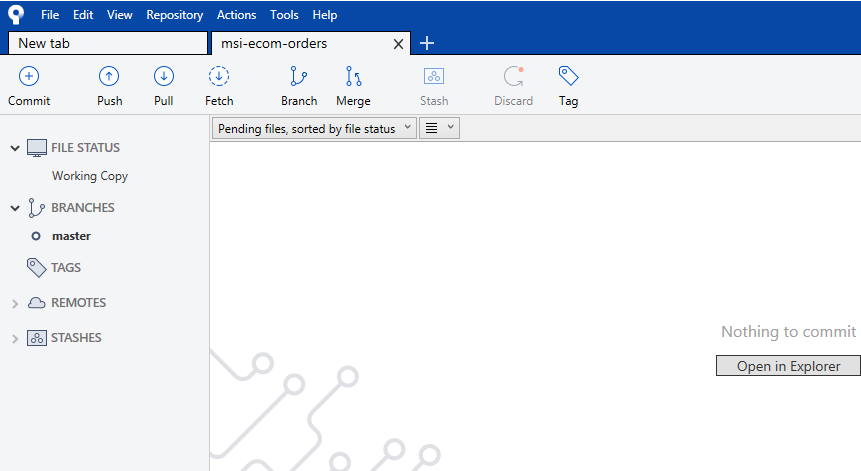 File Edit View Repository Actions Tools Help
New tab msi-ecom-orders
Commit Push Pull Fetch Branch Merge Stash Discard Tag
Pending files, sorted by file status
FILE STATUS
Working Copy
BRANCHES
master
TAGS
REMOTES
STASHES
Nothing to commit
Open in Explorer